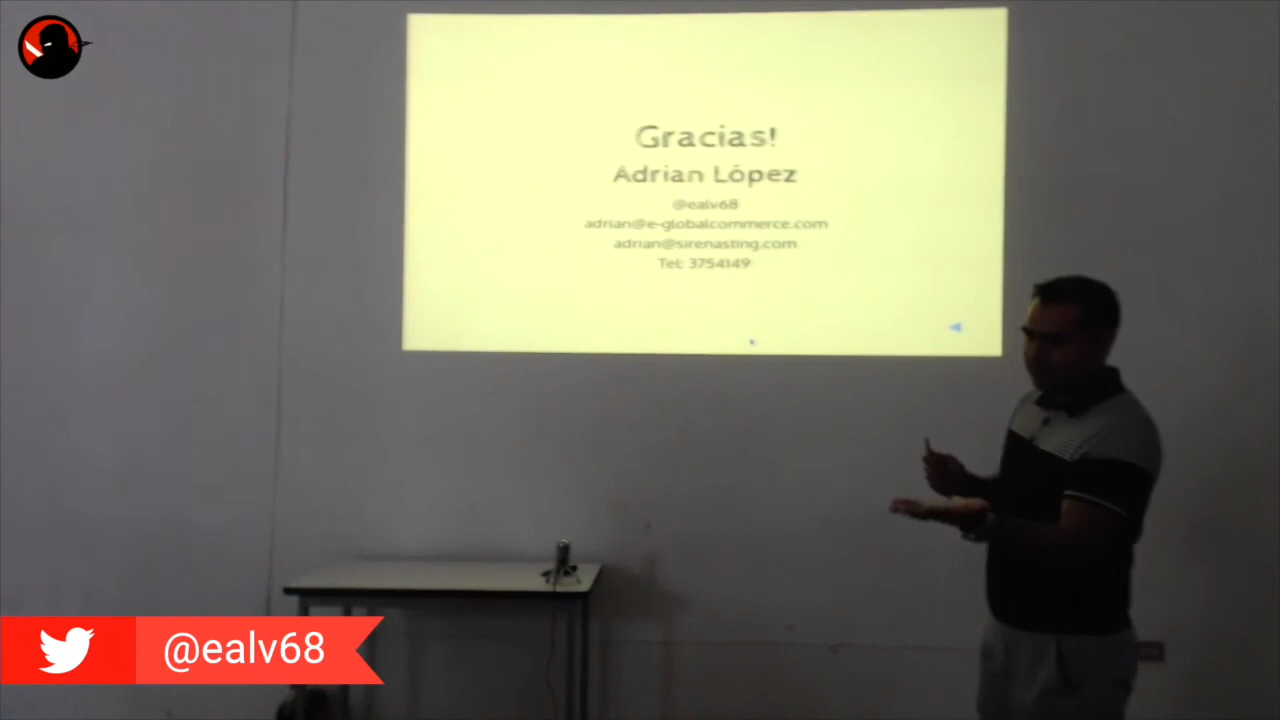 Gracias!
Adrian López
@ealv68
adrian@e-globalcommerce.com
adrian@sirenasting.com
Tel: 3754149
@ealv68